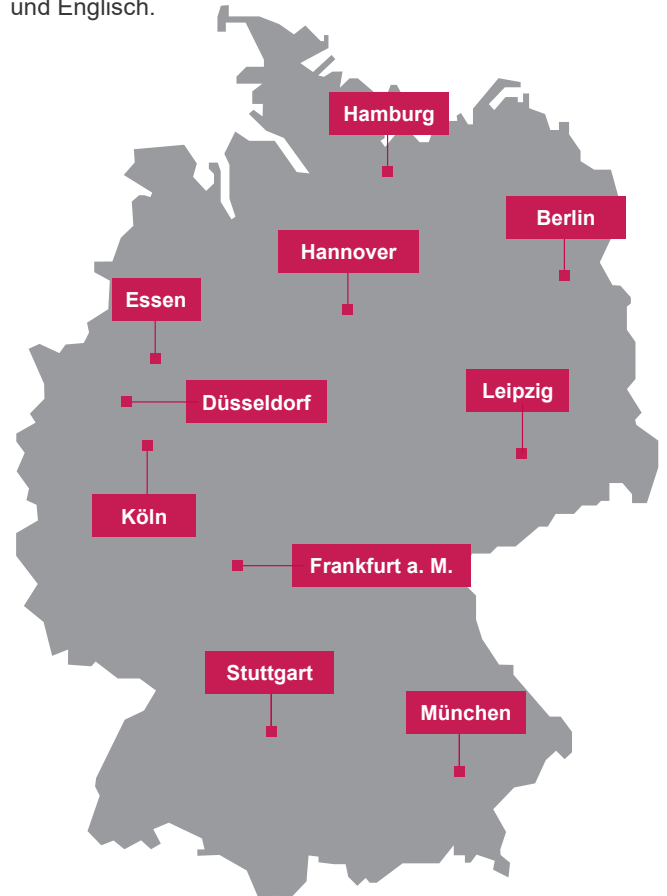 und Englisch.
Hamburg
Berlin
Hannover
Essen
Düsseldorf
Leipzig
Köln
Frankfurt a. M.
Stuttgart
München